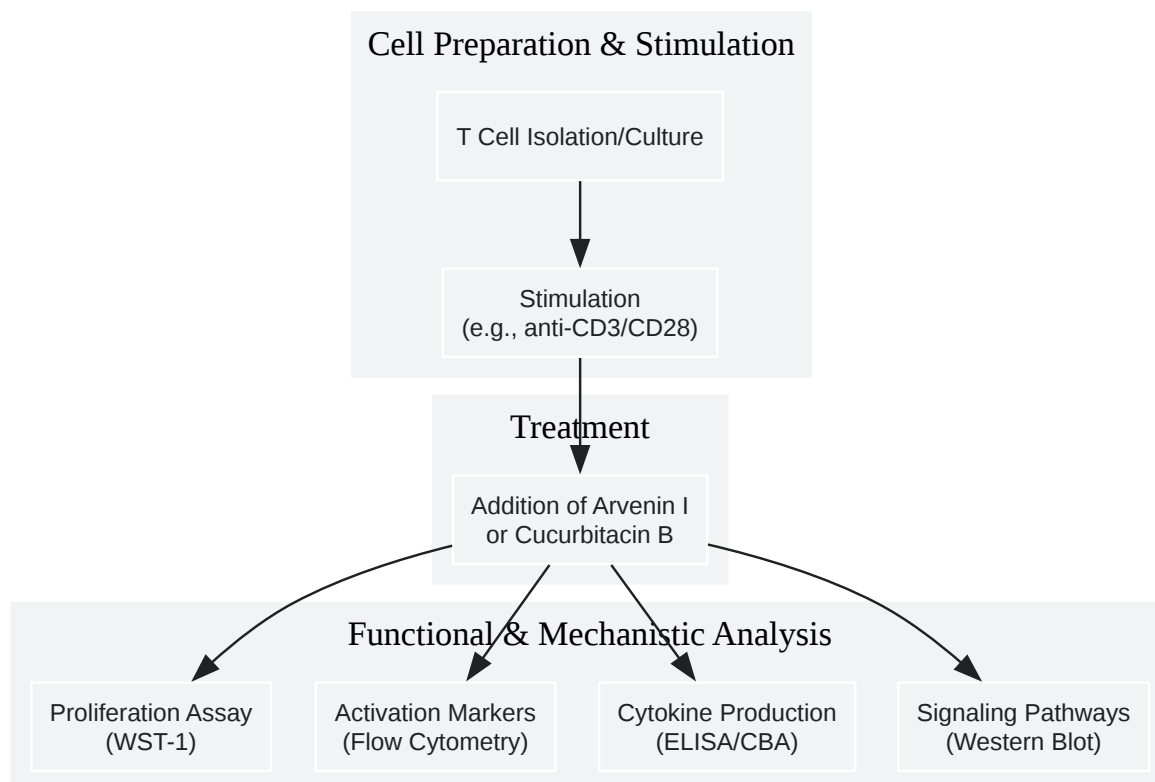 Cell Preparation & Stimulation
T Cell Isolation/Culture
Stimulation
(e.g., anti-CD3/CD28)
Treatment
Addition of Arvenin I
or Cucurbitacin B
Functional & Mechanistic Analysis
Proliferation Assay
(WST-1)
Activation Markers
(Flow Cytometry)
Cytokine Production
(ELISA/CBA)
Signaling Pathways
(Western Blot)